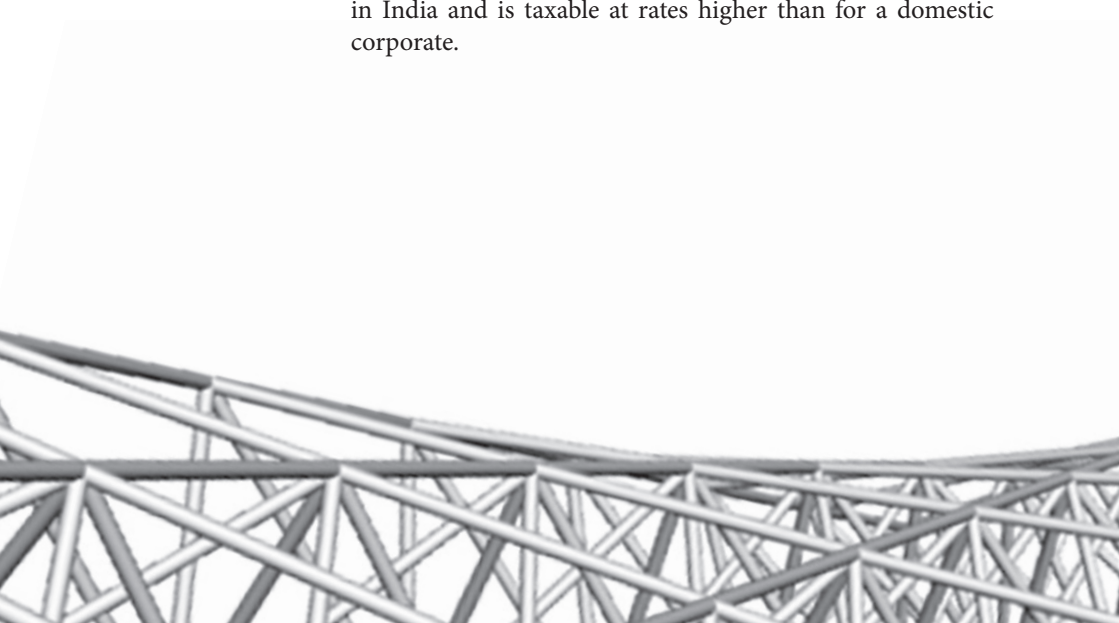 in India and is taxable at rates higher than for a domestic
corporate.